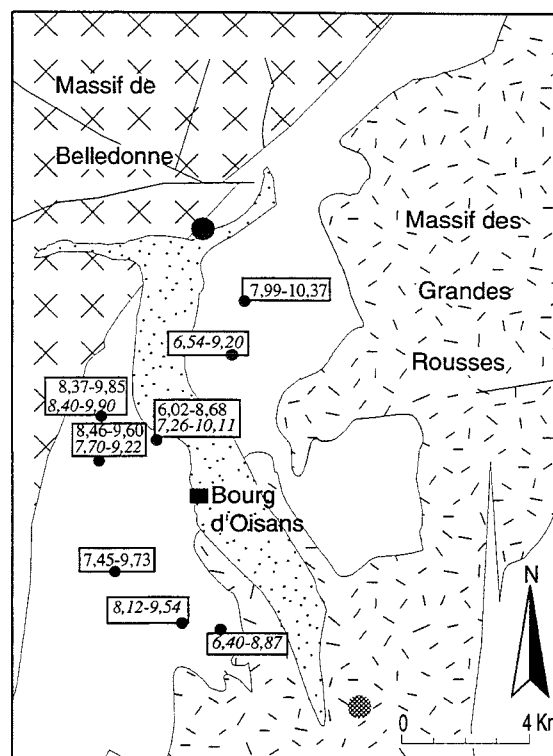 Massif de
Belledonne
Massif des
Grandes
Rousses
7,99-10,37
6,54-9,20
8,37-9,85
8,40-9,90
6,02-8,68
7,26-10,11
8,46-9,60
7,70-9,22
Bourg
d'Oisans
7,45-9,73
8,12-9,54
6,40-8,87
N
0 4 Km